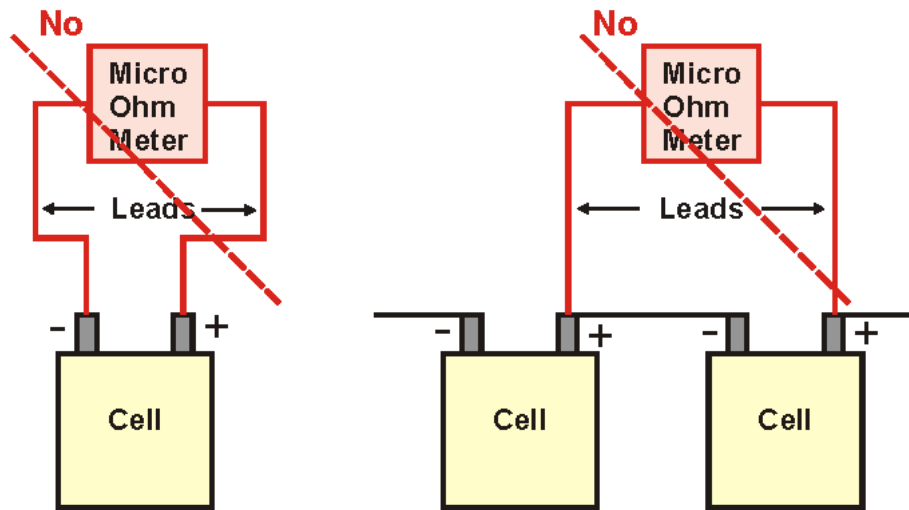 No
Micro
Ohm
Meter
Leads
- +
Cell
No
Micro
Ohm
Meter
Leads
- +
Cell
- +
Cell